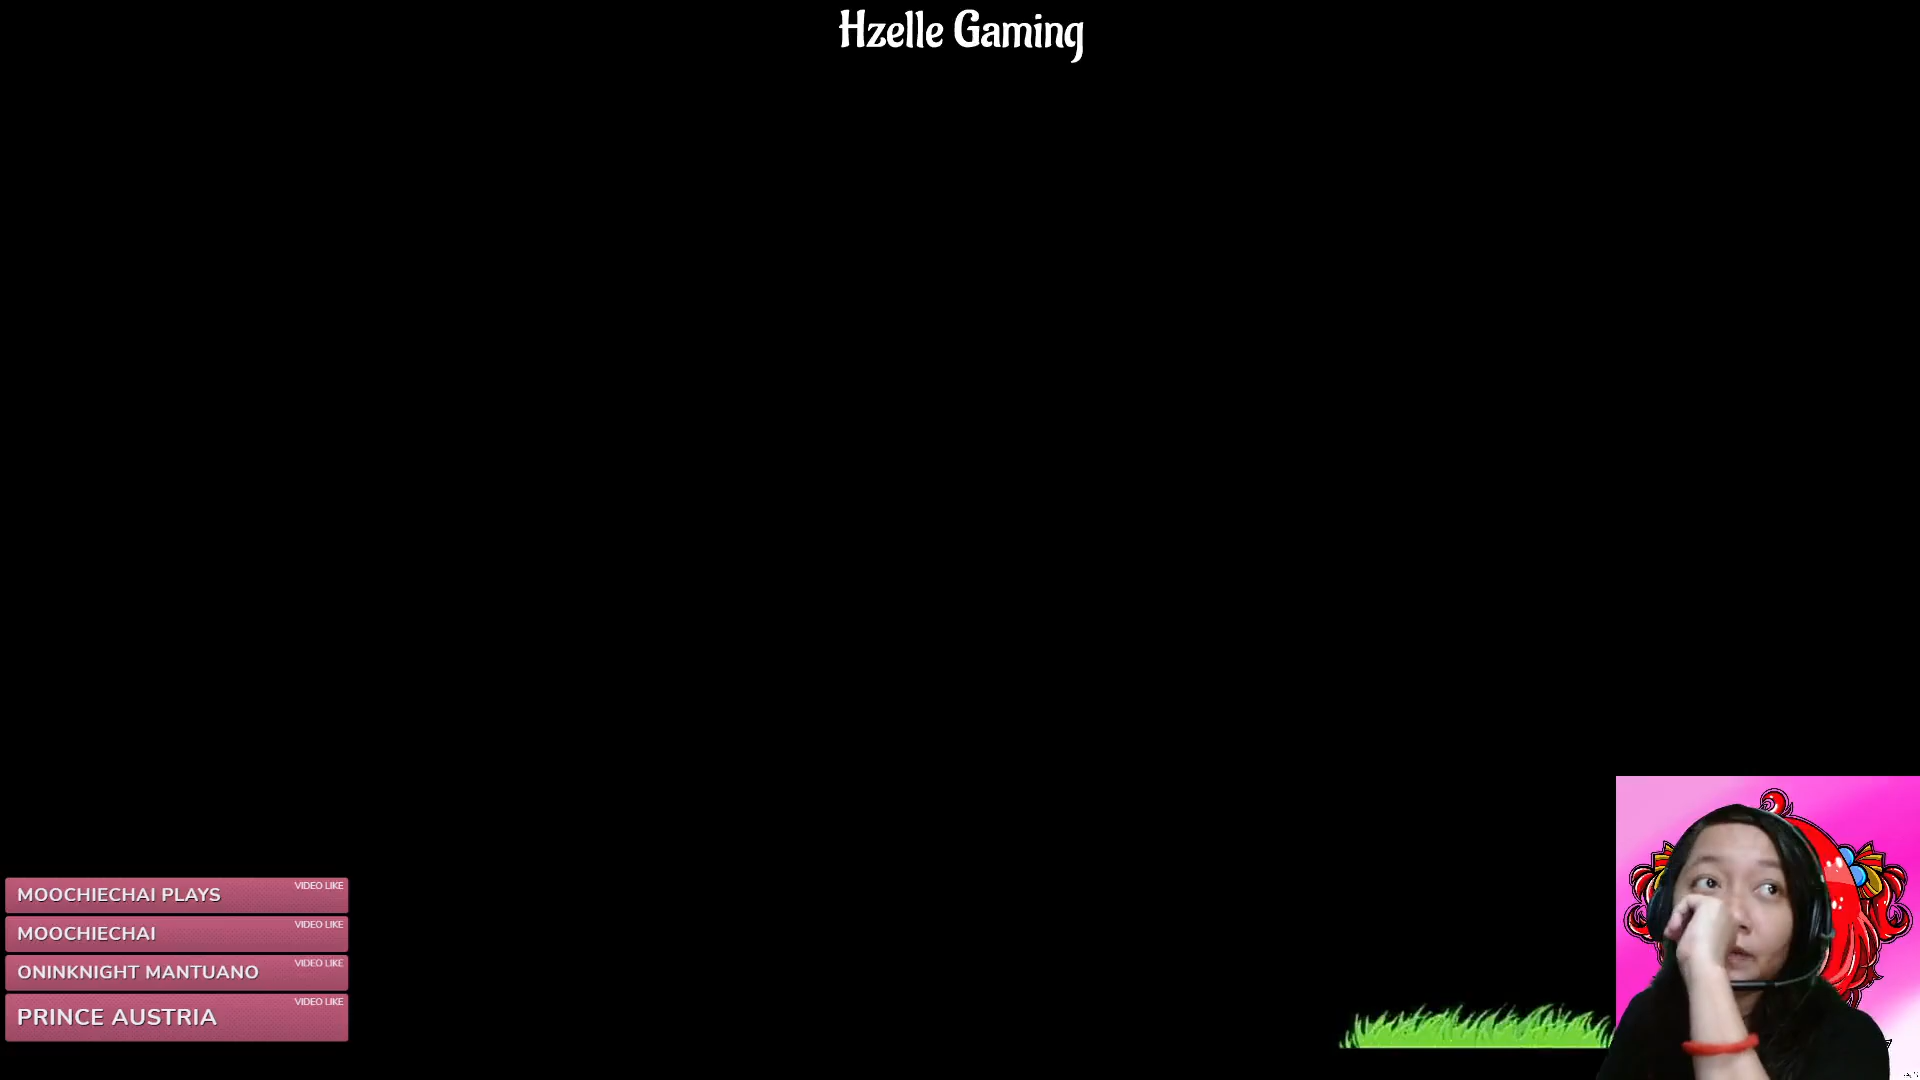 Hzelle Gaming
MOOCHIECHAI PLAYS VIDEO LIKE
MOOCHIECHAI VIDEO LIKE
ONINKNIGHT MANTUANO VIDEO LIKE
PRINCE AUSTRIA VIDEO LIKE